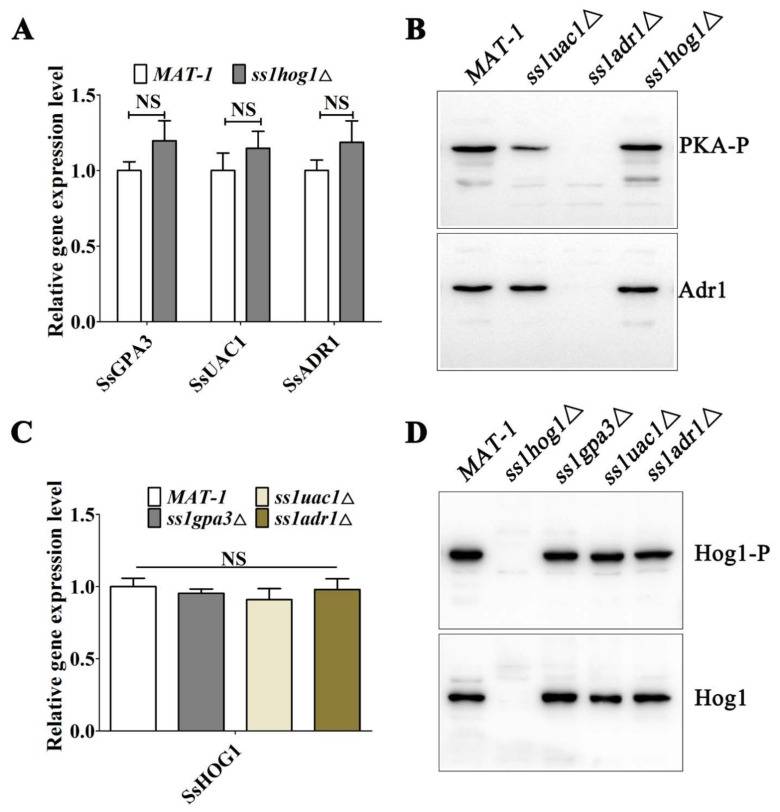 A
MAT-1 ss1hog1△
Relative gene expression level
1.5
1.0
0.5
0.0
NS NS NS
SsGPA3 SsUAC1 SsADR1
B
MAT-1 ss1uac1△ ss1adr1△ ss1hog1△
PKA-P
Adr1
C
MAT-1 ss1uac1△
ss1gpa3△ ss1adr1△
Relative gene expression level
1.5
1.0
0.5
0.0
NS
SsHOG1
D
MAT-1 ss1hog1△ ss1gpa3△ ss1uac1△ ss1adr1△
Hog1-P
Hog1